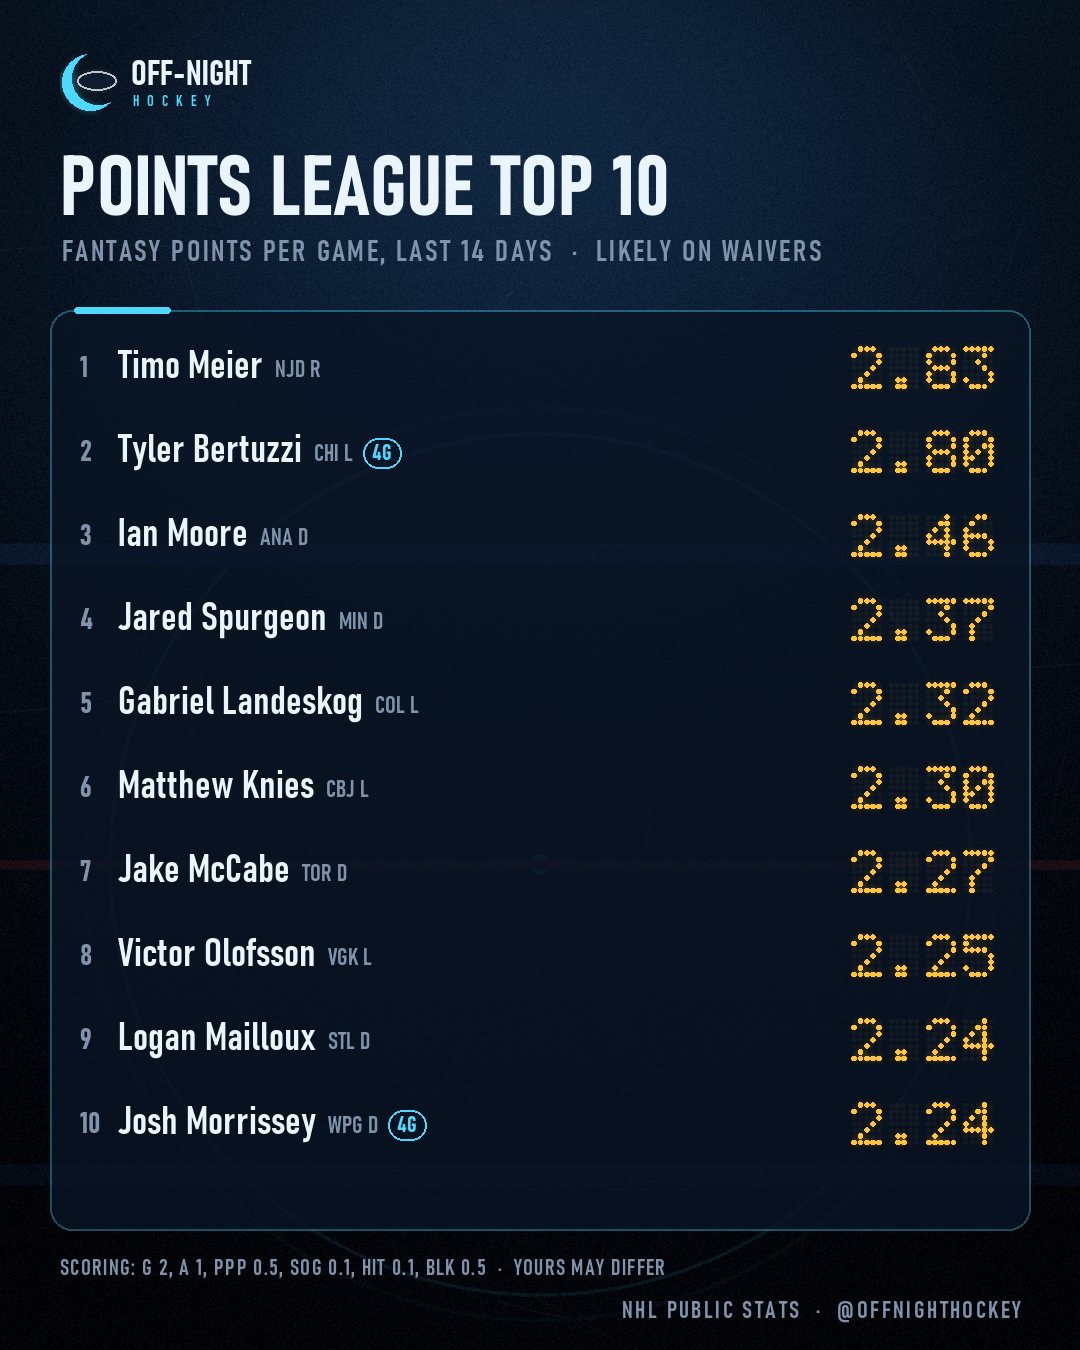 OFF-NIGHT
HOCKEY
POINTS LEAGUE TOP 10
FANTASY POINTS PER GAME, LAST 14 DAYS · LIKELY ON WAIVERS
1 Timo Meier NJD R 2.83
2 Tyler Bertuzzi CHI L 4G 2.80
3 Ian Moore ANA D 2.46
4 Jared Spurgeon MIN D 2.37
5 Gabriel Landeskog COL L 2.32
6 Matthew Knies CBJ L 2.30
7 Jake McCabe TOR D 2.27
8 Victor Olofsson VGK L 2.25
9 Logan Mailloux STL D 2.24
10 Josh Morrissey WPG D 4G 2.24
SCORING: G 2, A 1, PPP 0.5, SOG 0.1, HIT 0.1, BLK 0.5 · YOURS MAY DIFFER
NHL PUBLIC STATS · @OFFNIGHTHOCKEY